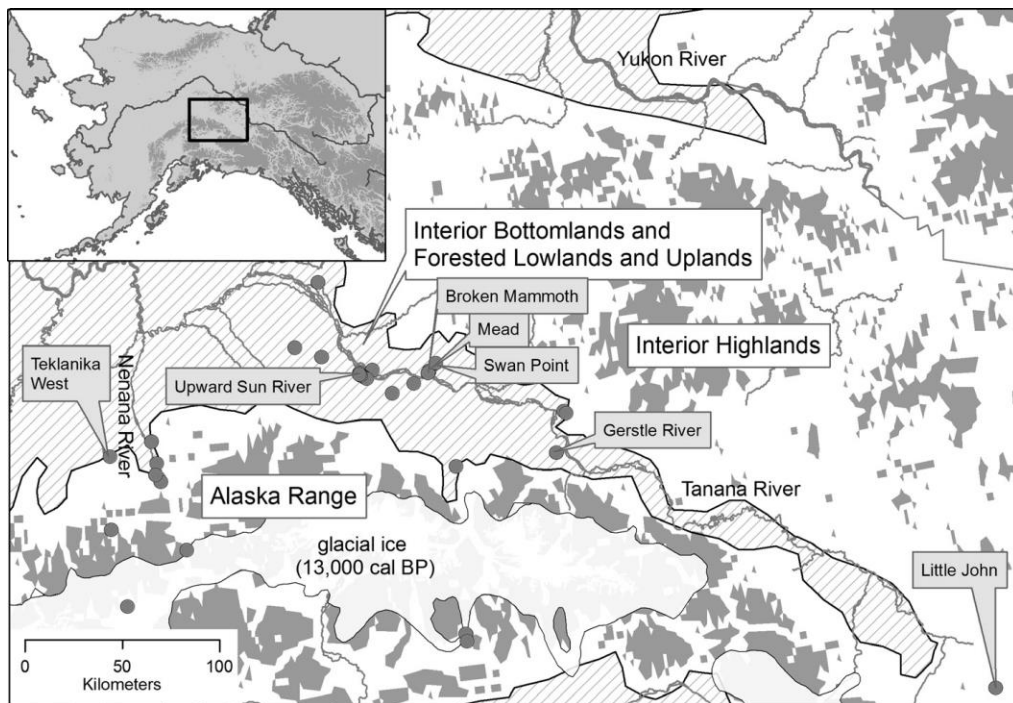 Yukon River
Interior Bottomlands and
Forested Lowlands and Uplands
Broken Mammoth
Mead
Swan Point
Interior Highlands
Teklanika
West
Nenana River
Upward Sun River
Gerstle River
Alaska Range
Tanana River
glacial ice
(13,000 cal BP)
Little John
0 50 100
Kilometers